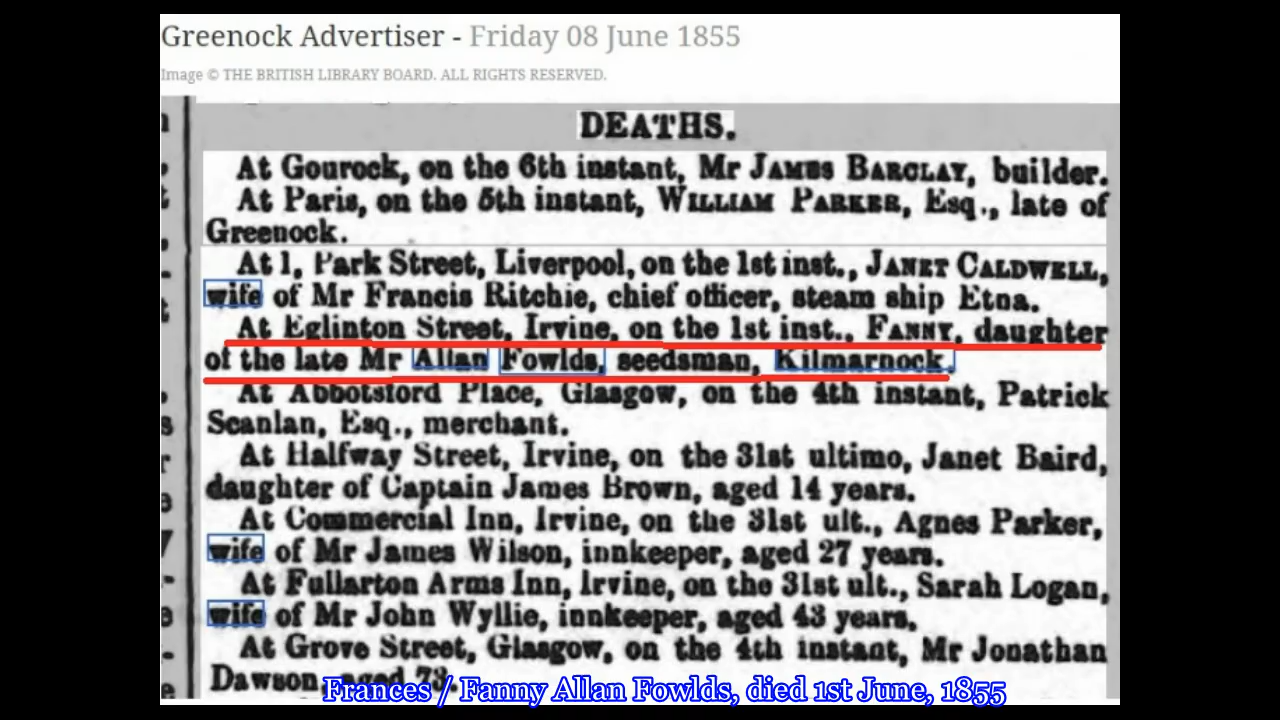 Greenock Advertiser - Friday 08 June 1855
Image © THE BRITISH LIBRARY BOARD. ALL RIGHTS RESERVED.
DEATHS.
At Gourock, on the 6th instant, Mr JAMES BARCLAY, builder.
At Paris, on the 5th instant, WILLIAM PARKER, Esq., late of
Greenock.
At 1, Park Street, Liverpool, on the 1st inst., JANET CALDWELL,
wife of Mr Francis Ritchie, chief officer, steam ship Etna.
At Eglinton Street, Irvine, on the 1st inst., FANNY, daughter
of the late Mr Allan Fowlds, seedsman, Kilmarnock.
At Abbotsford Place, Glasgow, on the 4th instant, Patrick
Scanlan, Esq., merchant.
At Halfway Street, Irvine, on the 31st ultimo, Janet Baird,
daughter of Captain James Brown, aged 14 years.
At Commercial Inn, Irvine, on the 31st ult., Agnes Parker,
wife of Mr James Wilson, innkeeper, aged 27 years.
At Fullarton Arms Inn, Irvine, on the 31st ult., Sarah Logan,
wife of Mr John Wyllie, innkeeper, aged 43 years.
At Grove Street, Glasgow, on the 4th instant, Mr Jonathan
Dawson, aged 73.
Frances / Fanny Allan Fowlds, died 1st June, 1855